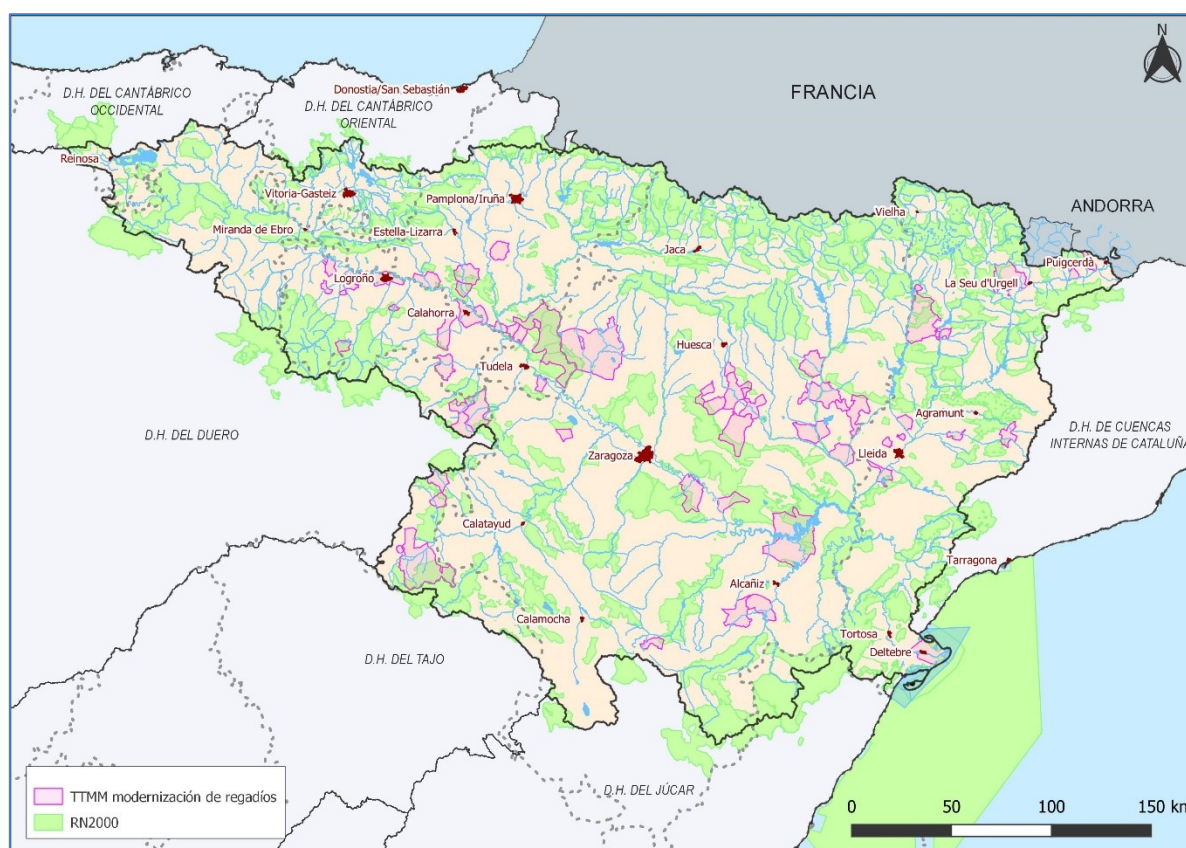 N
D.H. DEL CANTÁBRICO
OCCIDENTAL
Donostia/San Sebastián
D.H. DEL CANTÁBRICO
ORIENTAL
FRANCIA
Reinosa
Vitoria-Gasteiz
Pamplona/Iruña
Vielha
ANDORRA
Miranda de Ebro
Estella-Lizarra
Jaca
Puigcerdà
Logroño
La Seu d'Urgell
Calahorra
Huesca
Tudela
Agramunt
D.H. DEL DUERO
D.H. DE CUENCAS
INTERNAS DE CATALUÑA
Zaragoza
Lleida
Calatayud
Tarragona
Alcañiz
Calamocha
Tortosa
Deltebre
D.H. DEL TAJO
D.H. DEL JÚCAR
TTMM modernización de regadíos
RN2000
0 50 100 150 km